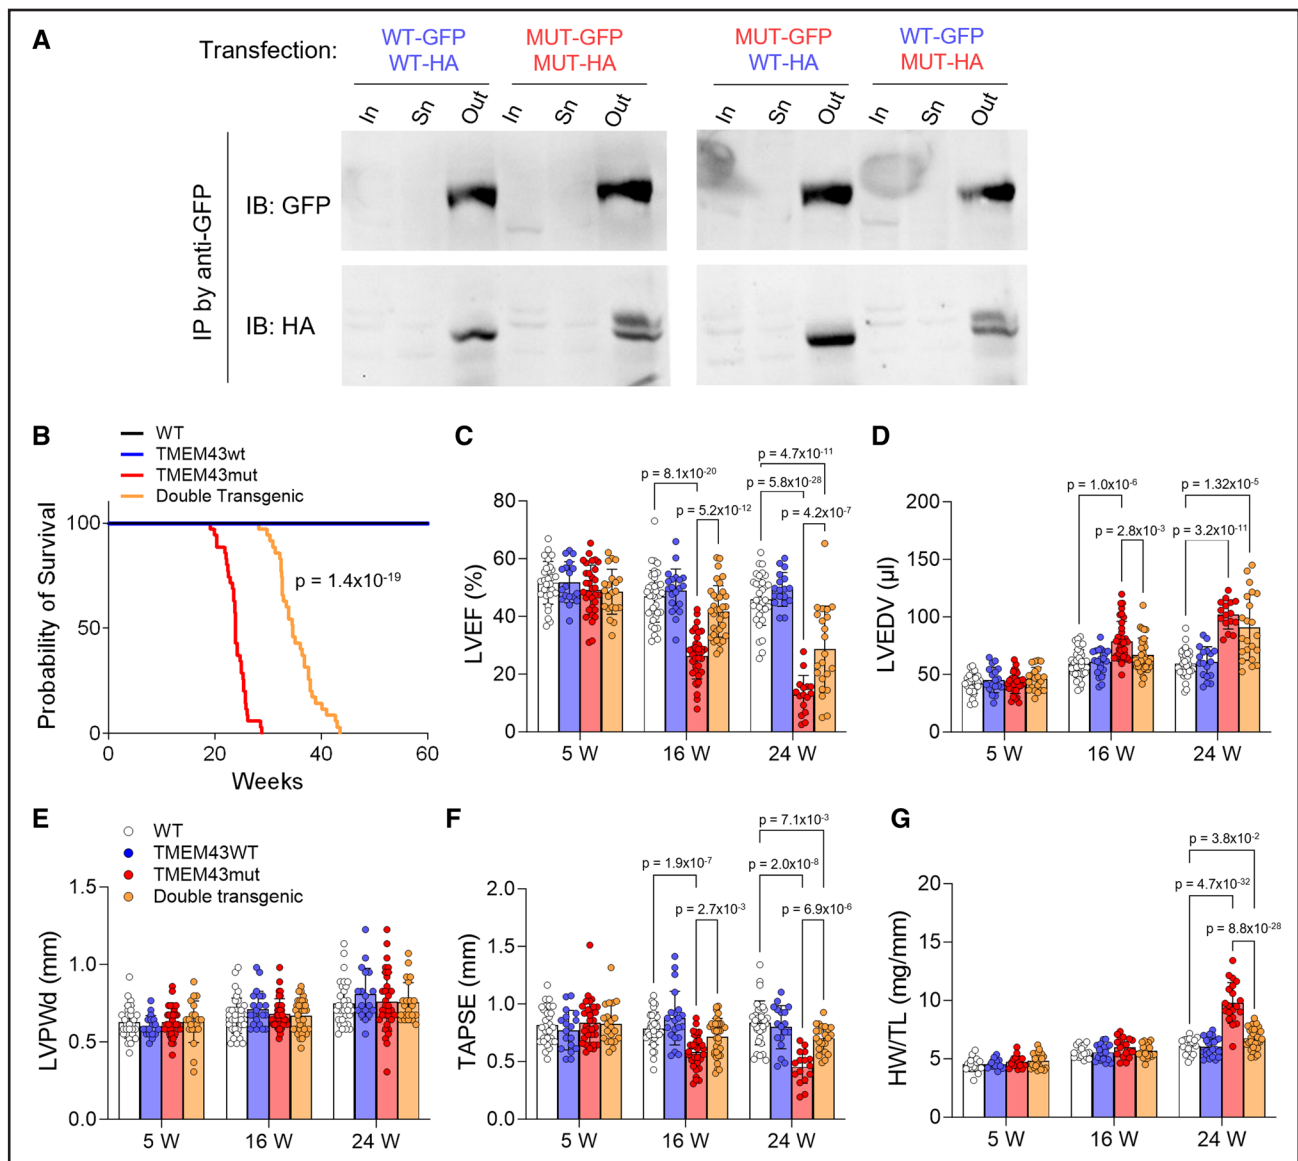 A
Transfection:
WT-GFP
WT-HA
MUT-GFP
MUT-HA
MUT-GFP
WT-HA
WT-GFP
MUT-HA
In Sn Out In Sn Out In Sn Out In Sn Out
IP by anti-GFP
IB: GFP
IB: HA
B
WT
TMEM43wt
TMEM43mut
Double Transgenic
p = 1.4x10-19
Probability of Survival
100
50
0
0 20 40 60
Weeks
C
p = 4.7x10-11
p = 8.1x10-20
p = 5.8x10-28
p = 5.2x10-12
p = 4.2x10-7
LVEF (%)
80
60
40
20
0
5 W 16 W 24 W
D
p = 1.0x10-6
p = 1.32x10-5
p = 2.8x10-3
p = 3.2x10-11
LVEDV (µl)
200
150
100
50
0
5 W 16 W 24 W
E
WT
TMEM43WT
TMEM43mut
Double transgenic
LVPWd (mm)
1.5
1.0
0.5
0.0
5 W 16 W 24 W
F
p = 7.1x10-3
p = 1.9x10-7
p = 2.0x10-8
p = 2.7x10-3
p = 6.9x10-6
TAPSE (mm)
2.0
1.5
1.0
0.5
0.0
5 W 16 W 24 W
G
p = 3.8x10-2
p = 4.7x10-32
p = 8.8x10-28
HW/TL (mg/mm)
20
15
10
5
0
5 W 16 W 24 W